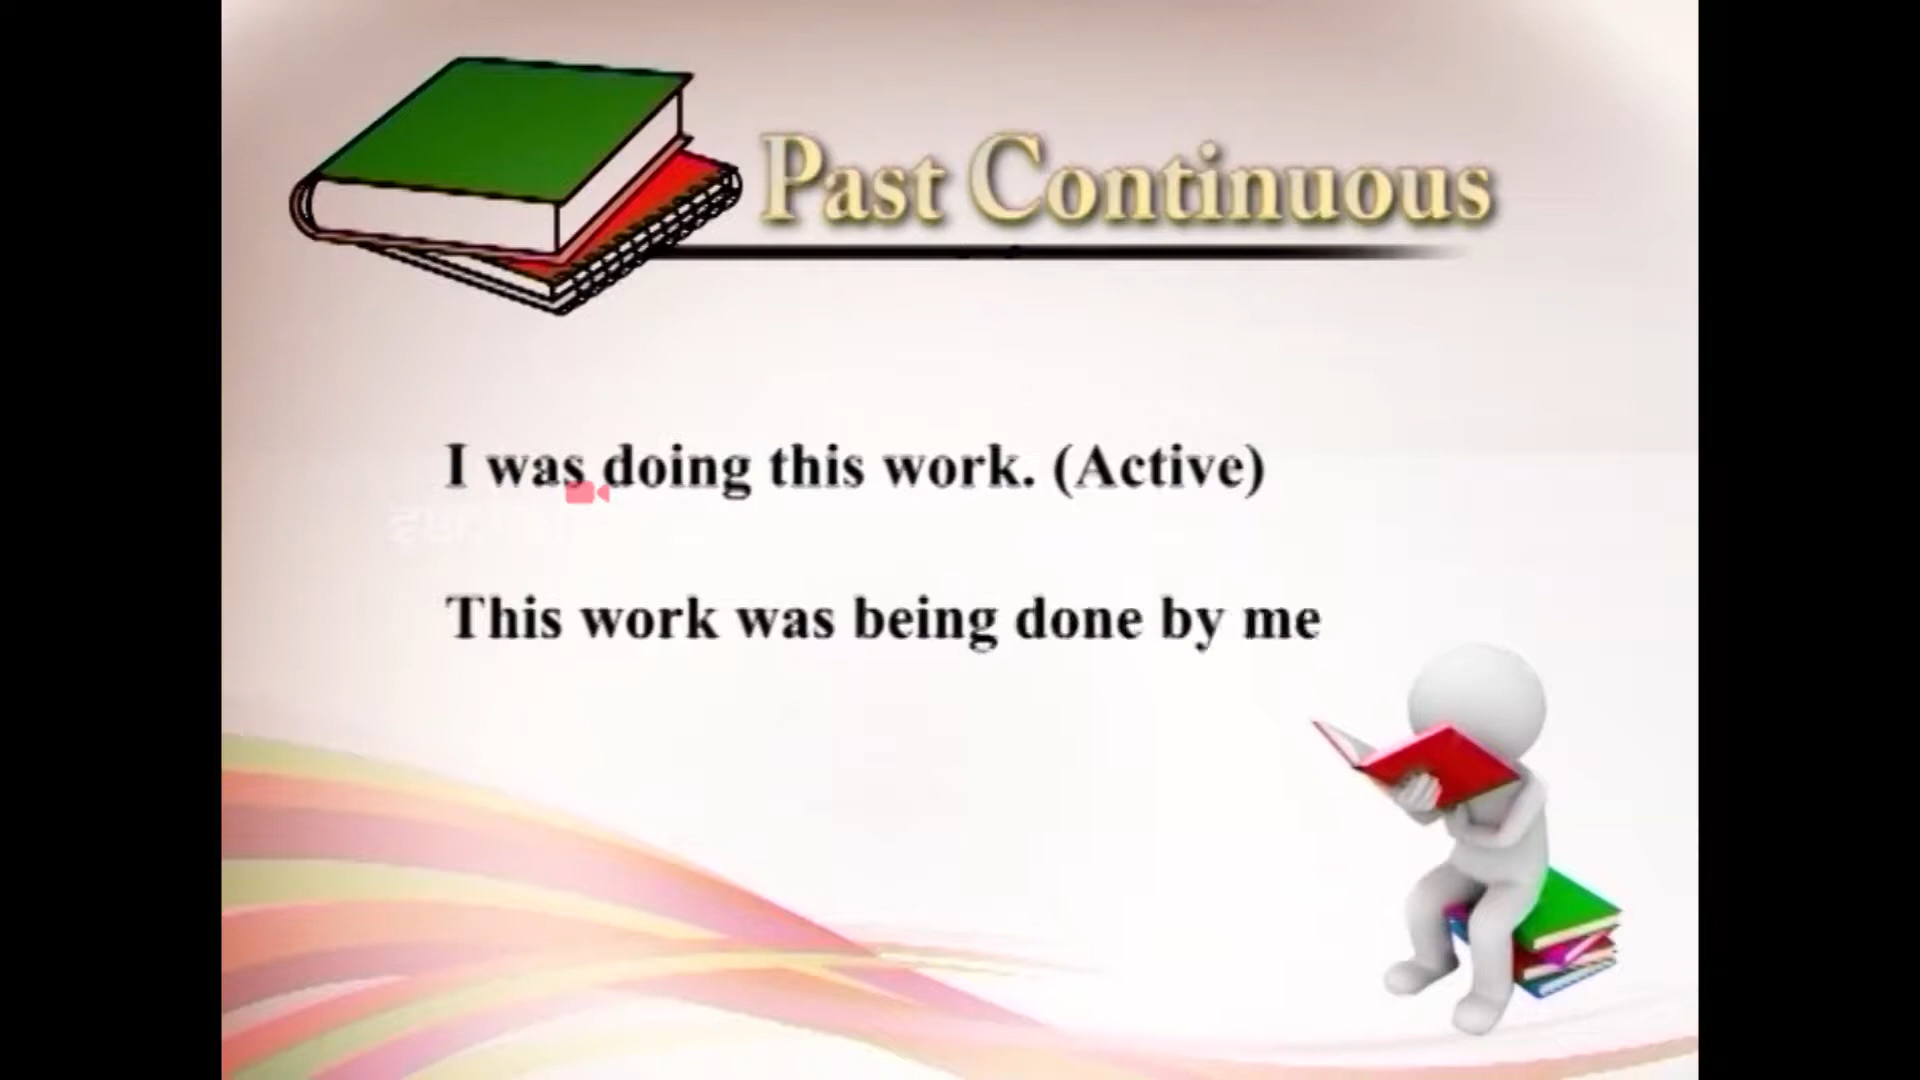 Past Continuous
I was doing this work. (Active)
This work was being done by me